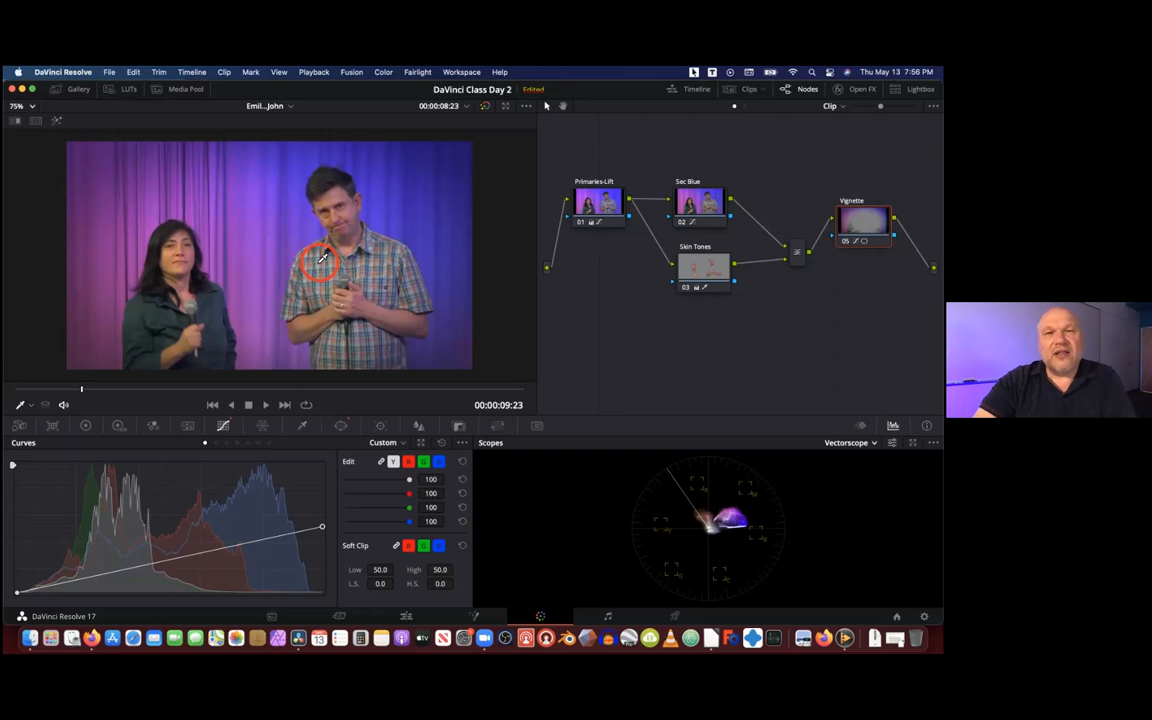 DaVinci Resolve File Edit Trim Timeline Clip Mark View Playback Fusion Color Fairlight Workspace Help Thu May 13 7:56 PM
Gallery LUTs Media Pool DaVinci Class Day 2 Edited Timeline Clips Nodes Open FX Lightbox
75% Emil...John 00:00:08:23 Clip
Primaries-Lift Sec Blue
Vignette
01 02
05
Skin Tones
03
00:00:09:23
Curves Custom Scopes Vectorscope
Edit Y R G B
100
100
100
100
Soft Clip R G B
Low 50.0 High 50.0
L.S. 0.0 H.S. 0.0
DaVinci Resolve 17
13